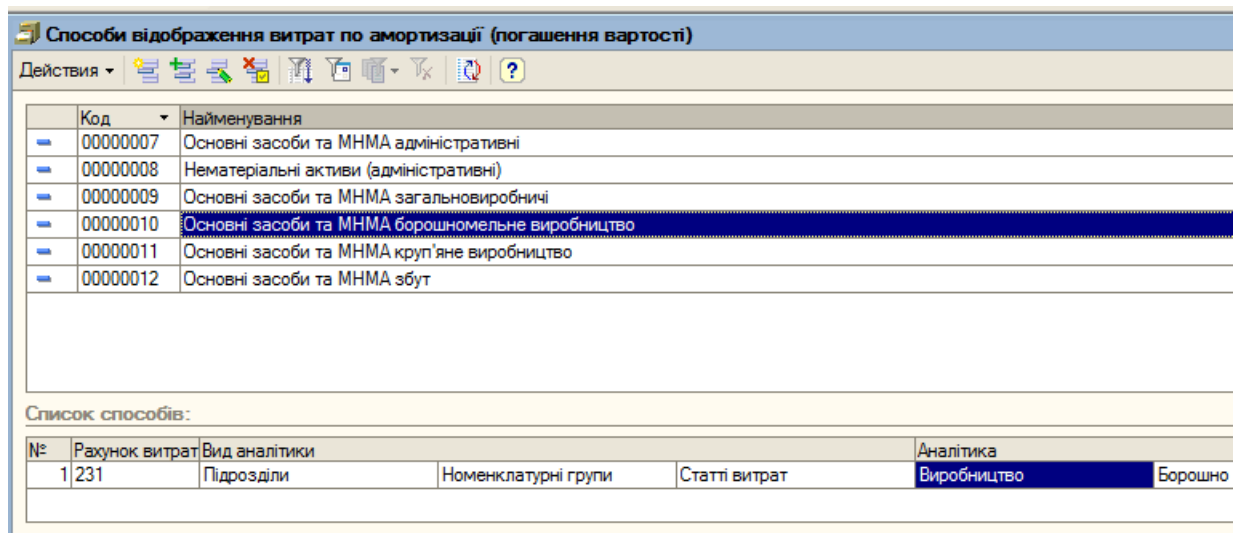 Способи відображення витрат по амортизації (погашення вартості)
Действия
Код Найменування
00000007 Основні засоби та МНМА адміністративні
00000008 Нематеріальні активи (адміністративні)
00000009 Основні засоби та МНМА загальновиробничі
00000010 Основні засоби та МНМА борошномельне виробництво
00000011 Основні засоби та МНМА круп'яне виробництво
00000012 Основні засоби та МНМА збут
Список способів:
№ Рахунок витрат Вид аналітики Аналітика
1 231 Підрозділи Номенклатурні групи Статті витрат Виробництво Борошно